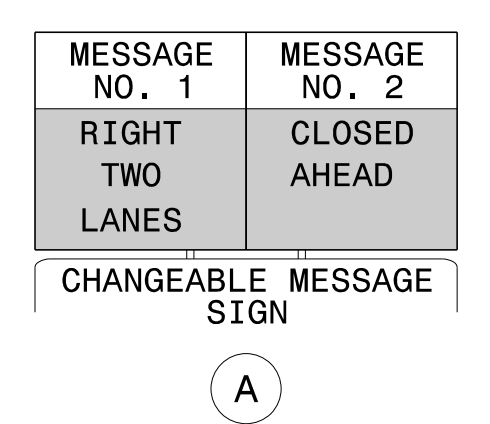 MESSAGE NO. 1
RIGHT
TWO
LANES
MESSAGE NO. 2
CLOSED
AHEAD
CHANGEABLE MESSAGE
SIGN
A